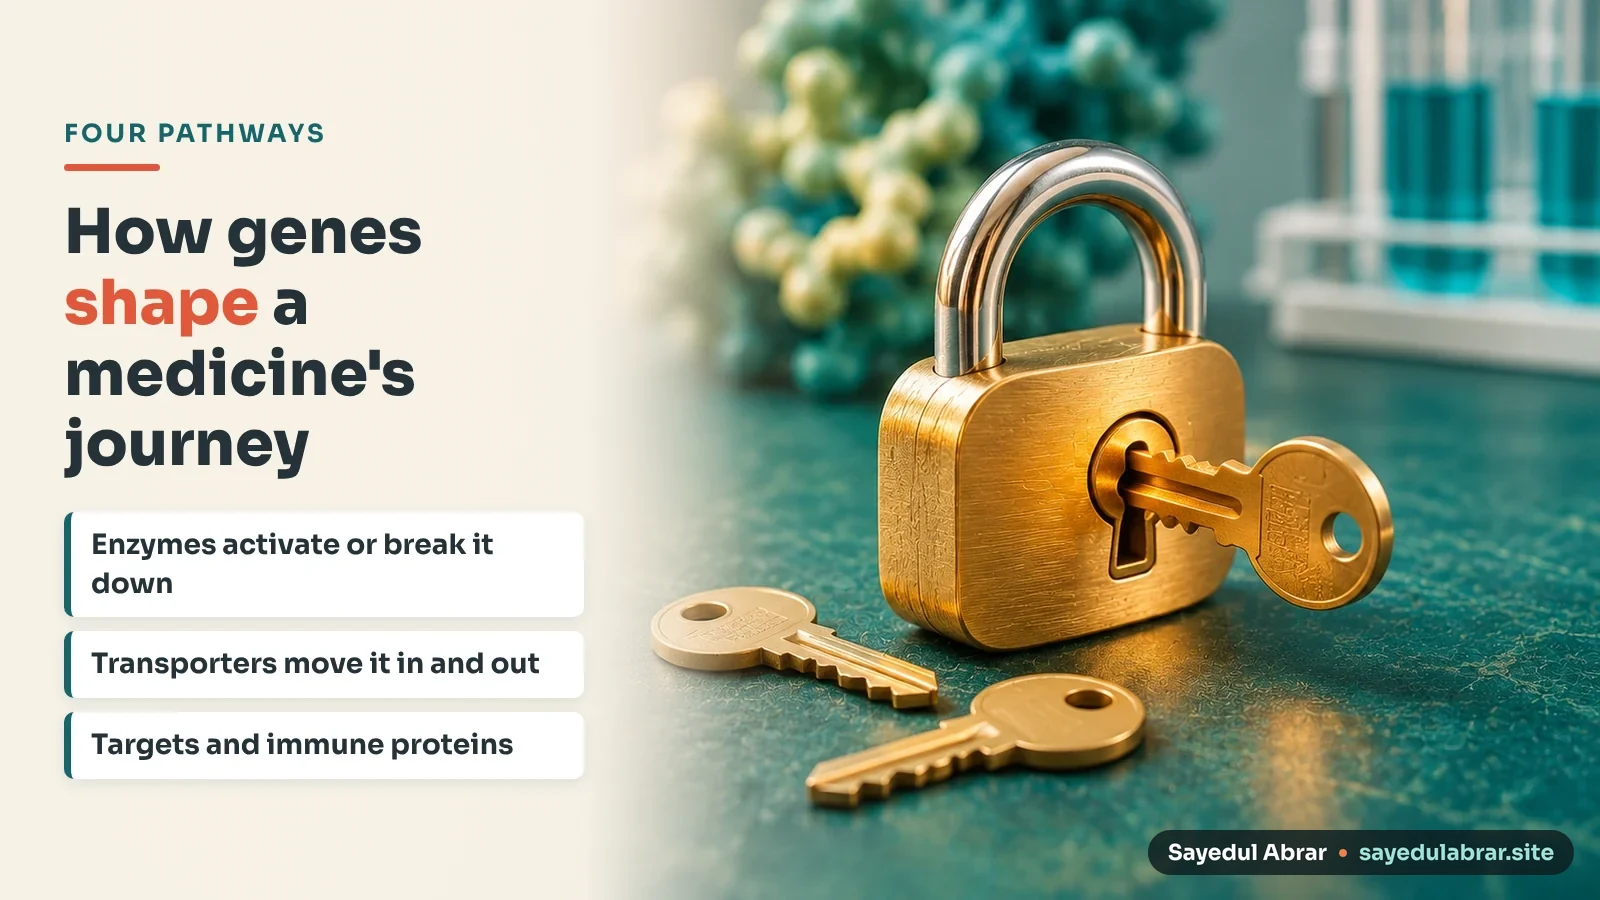 FOUR PATHWAYS
How genes
shape a
medicine's
journey
Enzymes activate or break it
down
Transporters move it in and out
Targets and immune proteins
Sayedul Abrar • sayedulabrar.site